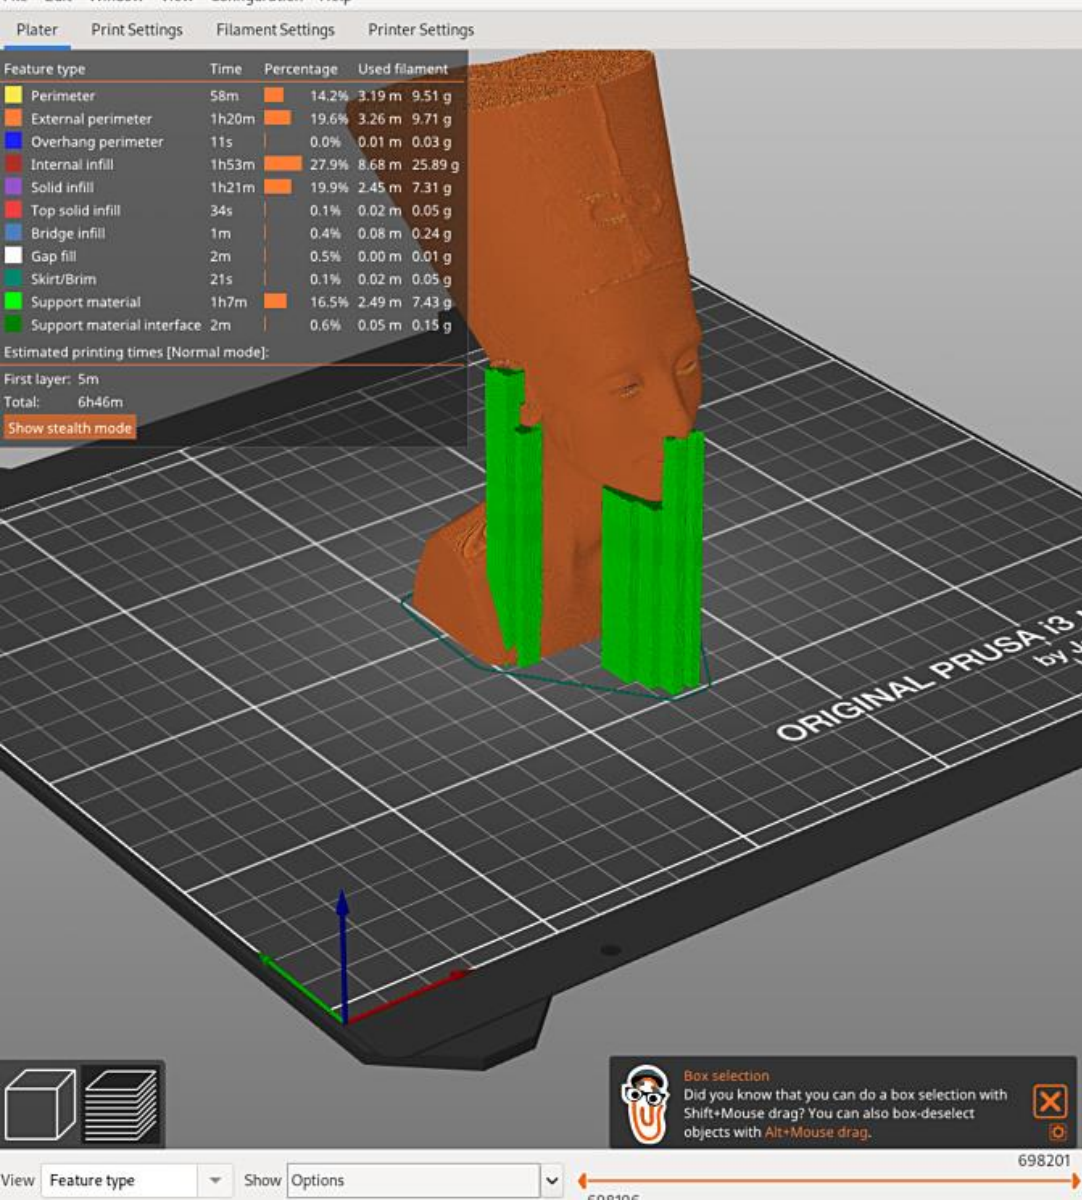 Plater Print Settings Filament Settings Printer Settings
Feature type Time Percentage Used filament
Perimeter 58m 14.2% 3.19 m 9.51 g
External perimeter 1h20m 19.6% 3.26 m 9.71 g
Overhang perimeter 11s 0.0% 0.01 m 0.03 g
Internal infill 1h53m 27.9% 8.68 m 25.89 g
Solid infill 1h21m 19.9% 2.45 m 7.31 g
Top solid infill 34s 0.1% 0.02 m 0.05 g
Bridge infill 1m 0.4% 0.08 m 0.24 g
Gap fill 2m 0.5% 0.00 m 0.01 g
Skirt/Brim 21s 0.1% 0.02 m 0.05 g
Support material 1h7m 16.5% 2.49 m 7.43 g
Support material interface 2m 0.6% 0.05 m 0.15 g
Estimated printing times [Normal mode]:
First layer: 5m
Total: 6h46m
Show stealth mode
ORIGINAL PRUSA i3
by
Box selection
Did you know that you can do a box selection with
Shift+Mouse drag? You can also box-deselect
objects with Alt+Mouse drag.
698201
View Feature type Show Options